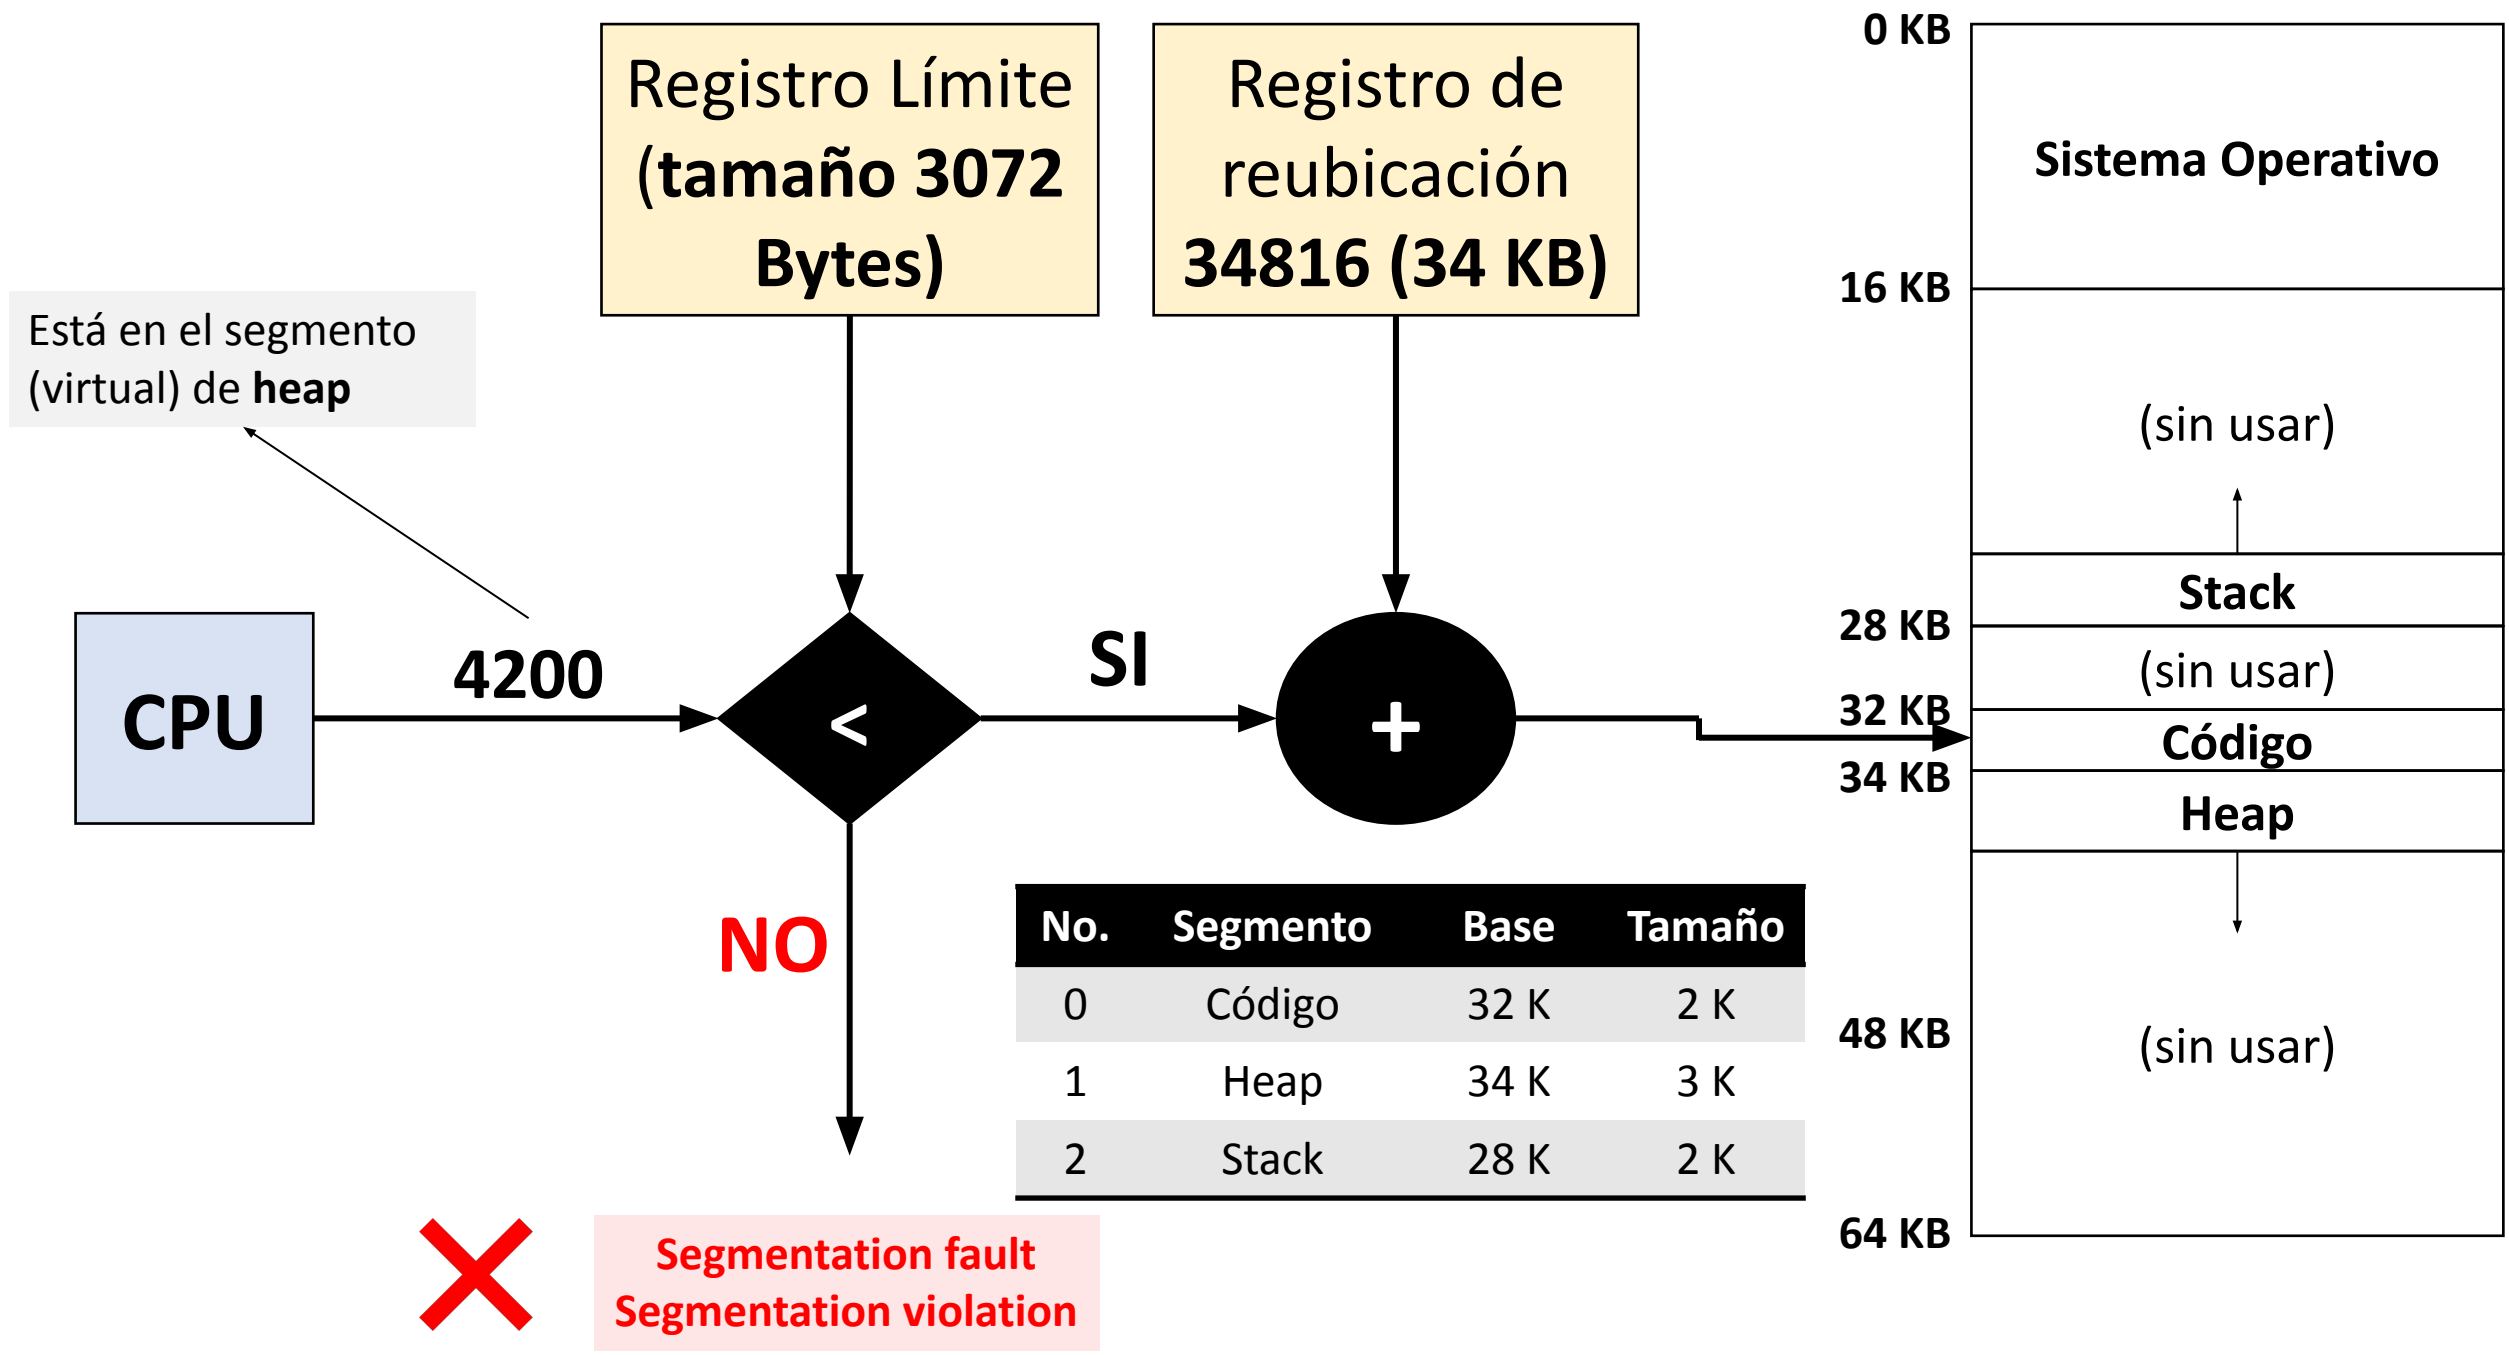 Registro Límite
(tamaño 3072
Bytes)
Registro de
reubicación
34816 (34 KB)
Está en el segmento
(virtual) de heap
CPU
4200
<
SI
+
NO
Segmentation fault
Segmentation violation
No. Segmento Base Tamaño
0 Código 32 K 2 K
1 Heap 34 K 3 K
2 Stack 28 K 2 K
0 KB
Sistema Operativo
16 KB
(sin usar)
Stack
28 KB
(sin usar)
32 KB
Código
34 KB
Heap
48 KB
(sin usar)
64 KB